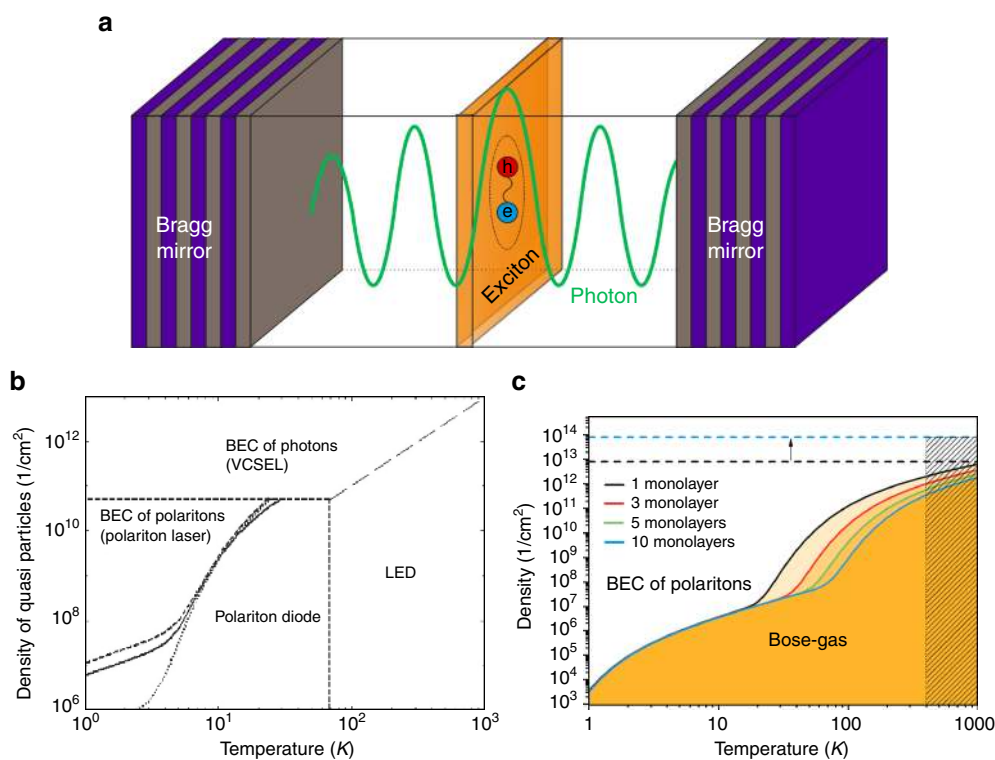 a
Bragg
mirror
h
e
Exciton
Photon
Bragg
mirror
b
Density of quasi particles (1/cm²)
10¹²
10¹⁰
10⁸
10⁶
BEC of photons
(VCSEL)
BEC of polaritons
(polariton laser)
LED
Polariton diode
10⁰
10¹
10²
10³
Temperature (K)
c
Density (1/cm²)
10¹⁴
10¹³
10¹²
10¹¹
10¹⁰
10⁹
10⁸
10⁷
10⁶
10⁵
10⁴
10³
1 monolayer
3 monolayer
5 monolayers
10 monolayers
BEC of polaritons
Bose-gas
1
10
100
1000
Temperature (K)